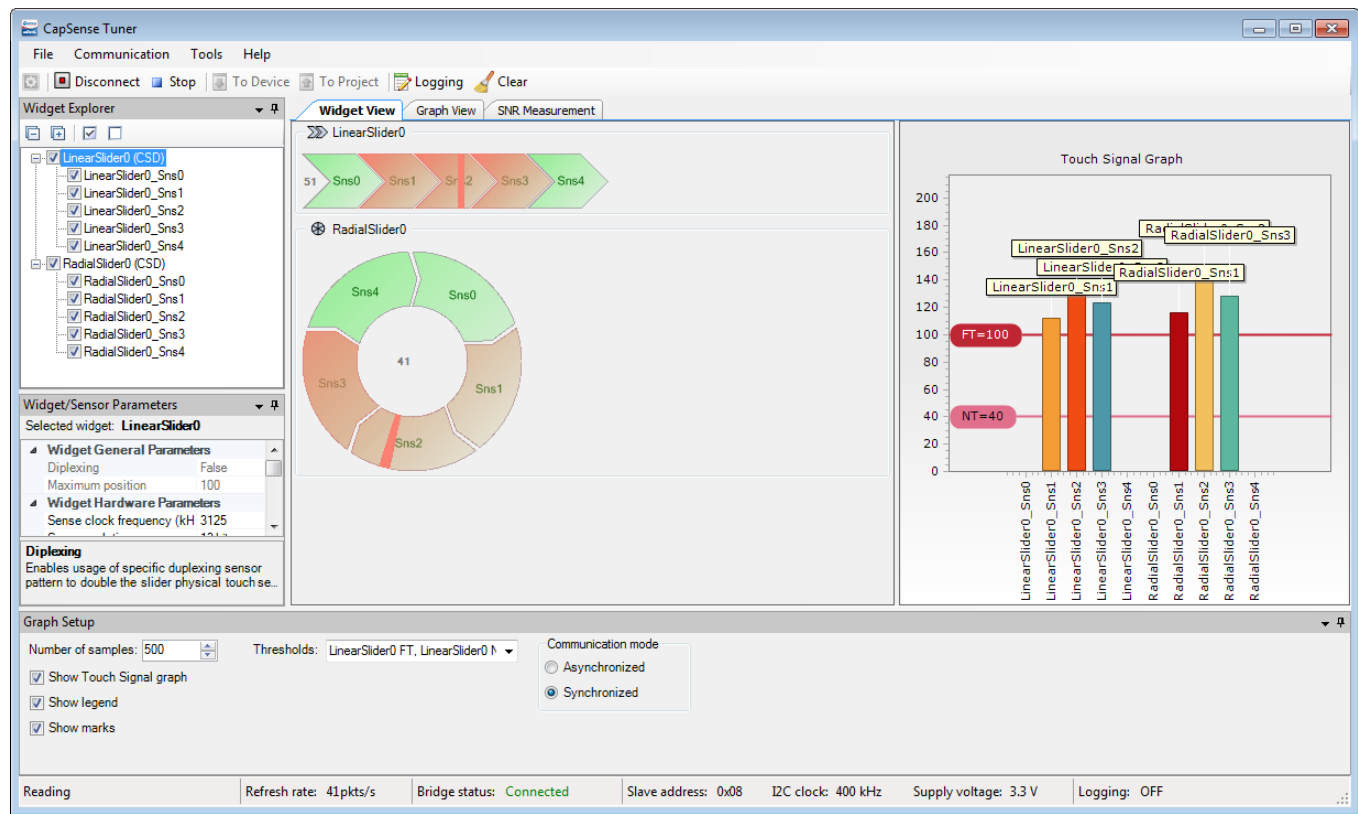 CapSense Tuner
File Communication Tools Help
Disconnect Stop To Device To Project Logging Clear
Widget Explorer
LinearSlider0 (CSD)
LinearSlider0_Sns0
LinearSlider0_Sns1
LinearSlider0_Sns2
LinearSlider0_Sns3
LinearSlider0_Sns4
RadialSlider0 (CSD)
RadialSlider0_Sns0
RadialSlider0_Sns1
RadialSlider0_Sns2
RadialSlider0_Sns3
RadialSlider0_Sns4
Widget/Sensor Parameters
Selected widget: LinearSlider0
Widget General Parameters
Diplexing False
Maximum position 100
Widget Hardware Parameters
Sense clock frequency (kH 3125
Diplexing
Enables usage of specific duplexing sensor
pattern to double the slider physical touch se...
Widget View Graph View SNR Measurement
LinearSlider0
51 Sns0 Sns1 Sns2 Sns3 Sns4
RadialSlider0
Sns4 Sns0
41
Sns3 Sns1
Sns2
Touch Signal Graph
200
180
160
140
120
100
80
60
40
20
0
RadialSlider0_Sns3
LinearSlider0_Sns2
RadialSlider0_Sns1
LinearSlider0_Sns1
FT=100
NT=40
LinearSlider0_Sns0
LinearSlider0_Sns1
LinearSlider0_Sns2
LinearSlider0_Sns3
LinearSlider0_Sns4
RadialSlider0_Sns0
RadialSlider0_Sns1
RadialSlider0_Sns2
RadialSlider0_Sns3
RadialSlider0_Sns4
Graph Setup
Number of samples: 500 Thresholds: LinearSlider0 FT, LinearSlider0 N
Communication mode
Asynchronized
Synchronized
Show Touch Signal graph
Show legend
Show marks
Reading Refresh rate: 41pkts/s Bridge status: Connected Slave address: 0x08 I2C clock: 400 kHz Supply voltage: 3.3 V Logging: OFF